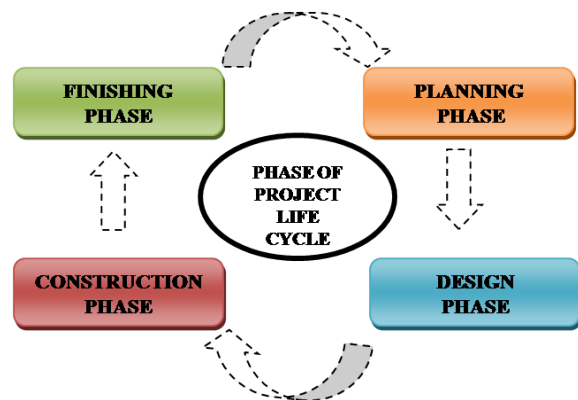 FINISHING
PHASE
PLANNING
PHASE
PHASE OF
PROJECT
LIFE
CYCLE
CONSTRUCTION
PHASE
DESIGN
PHASE